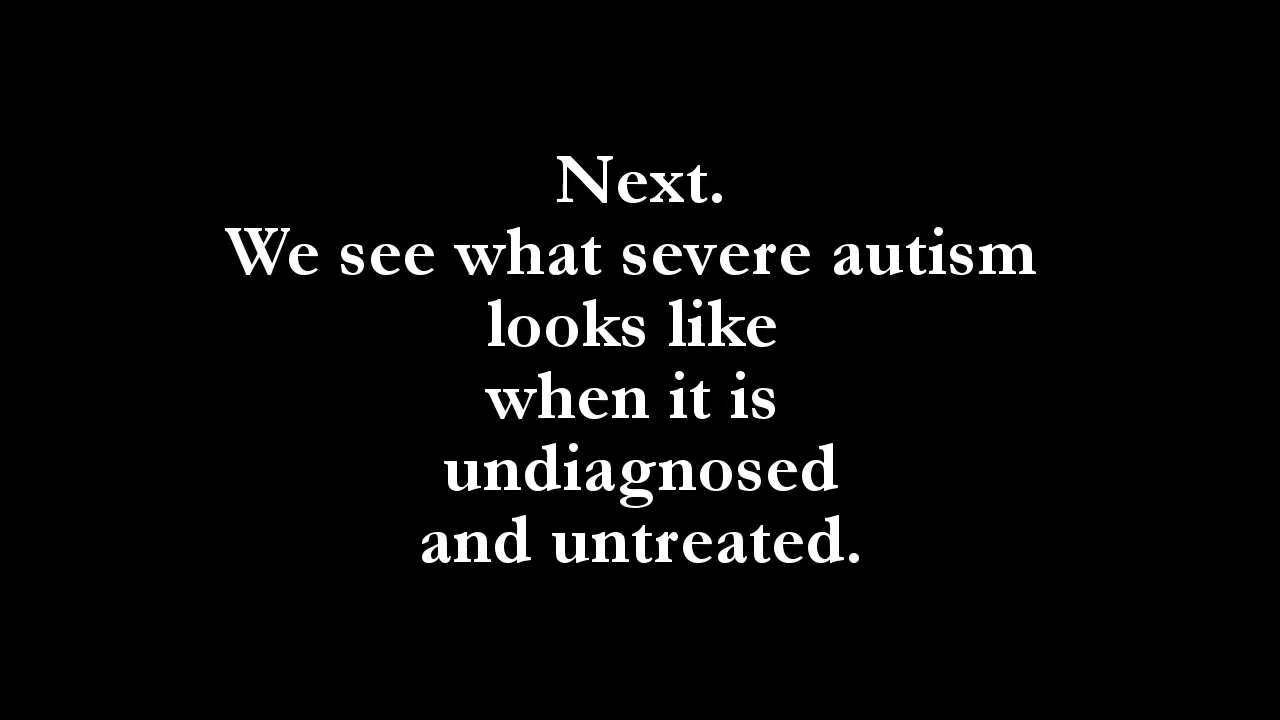 Next.
We see what severe autism
looks like
when it is
undiagnosed
and untreated.